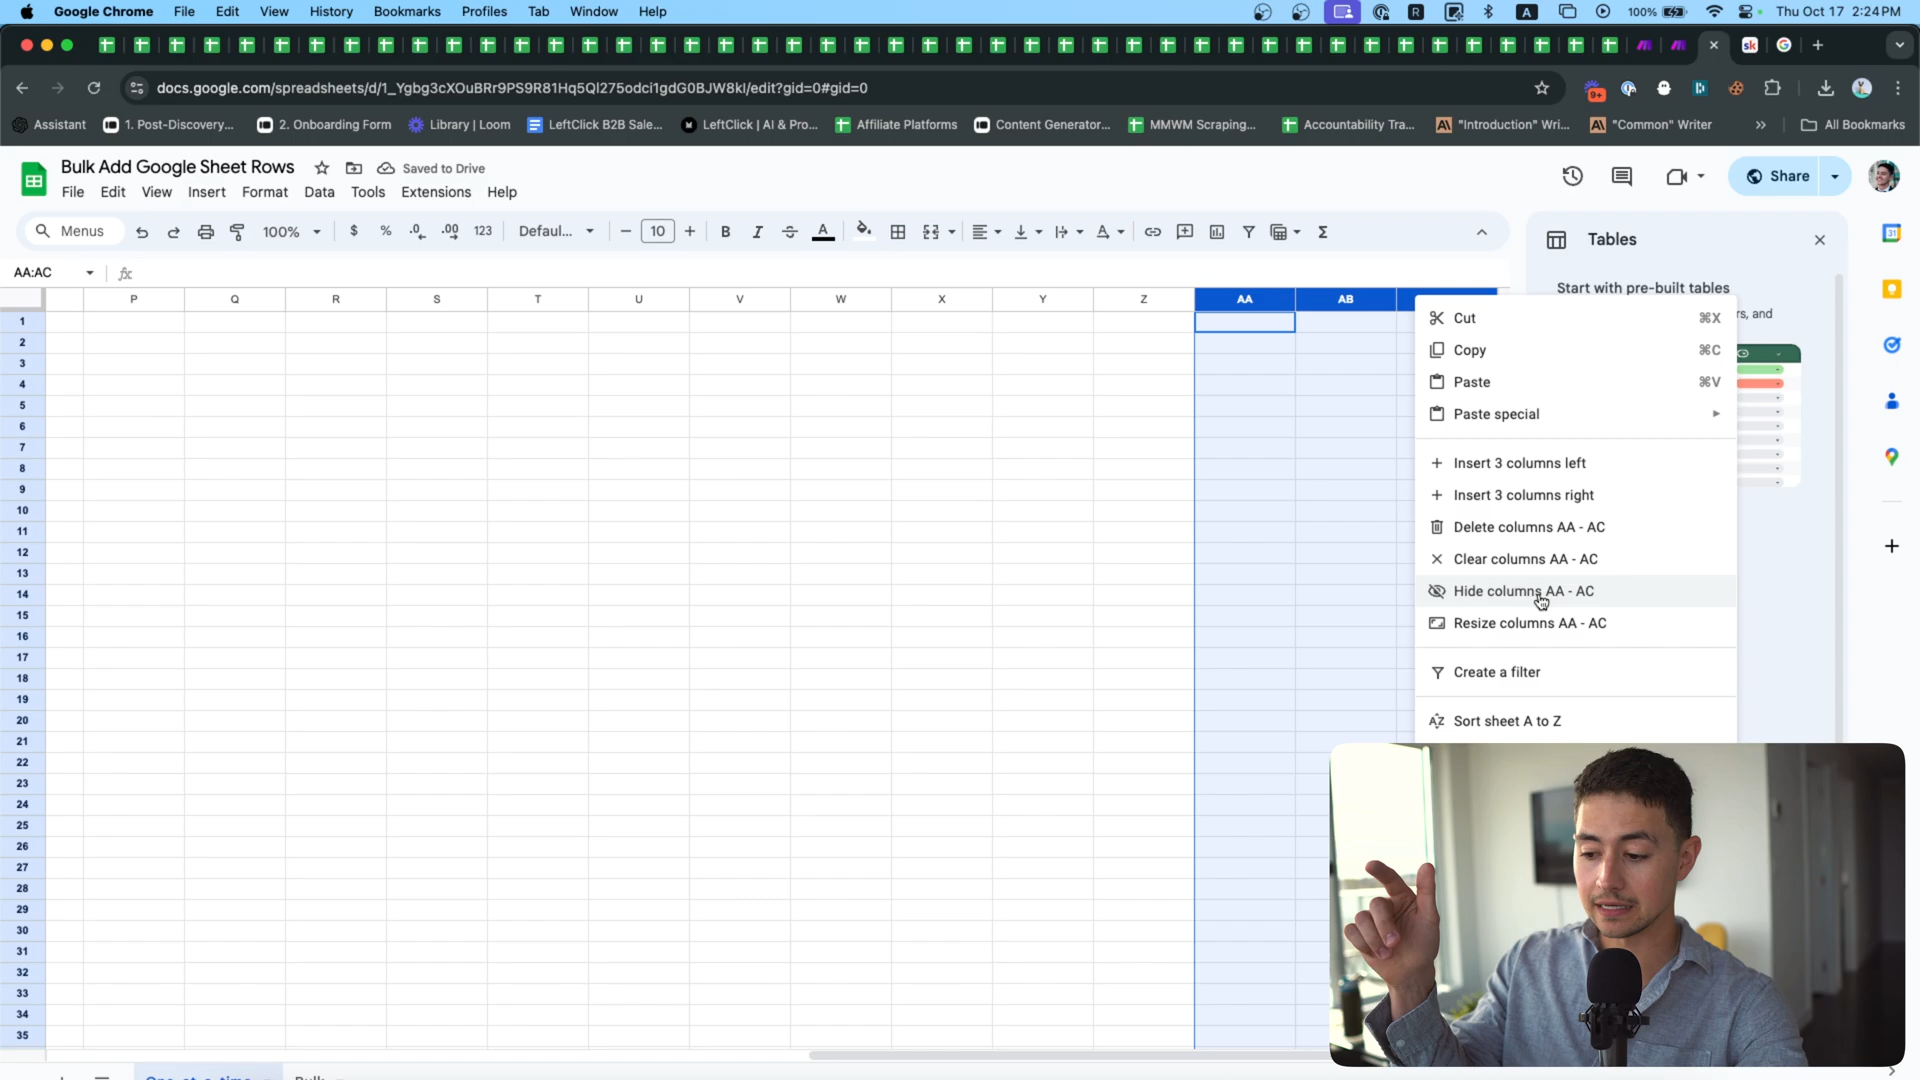 Google Chrome File Edit View History Bookmarks Profiles Tab Window Help 100% Thu Oct 17 2:24 PM
docs.google.com/spreadsheets/d/1_Ygbg3cXOuBRr9PS9R81Hq5Ql275odci1gdG0BJW8kI/edit?gid=0#gid=0 9+
Assistant 1. Post-Discovery... 2. Onboarding Form Library | Loom LeftClick B2B Sale... LeftClick | AI & Pro... Affiliate Platforms Content Generator... MMWM Scraping... Accountability Tra... "Introduction" Wri... "Common" Writer » All Bookmarks
Bulk Add Google Sheet Rows Saved to Drive
Share
File Edit View Insert Format Data Tools Extensions Help
Menus 100% $ % .0 .00 123 Defaul... − 10 + B I A Σ
Tables
AA:AC fx
Start with pre-built tables
P Q R S T U V W X Y Z AA AB
rs, and
1
2
3
4
5
6
7
8
9
10
11
12
13
14
15
16
17
18
19
20
21
22
23
24
25
26
27
28
29
30
31
32
33
34
35
Cut ⌘X
Copy ⌘C
Paste ⌘V
Paste special
Insert 3 columns left
Insert 3 columns right
Delete columns AA - AC
Clear columns AA - AC
Hide columns AA - AC
Resize columns AA - AC
Create a filter
Sort sheet A to Z
One at a time Bulk